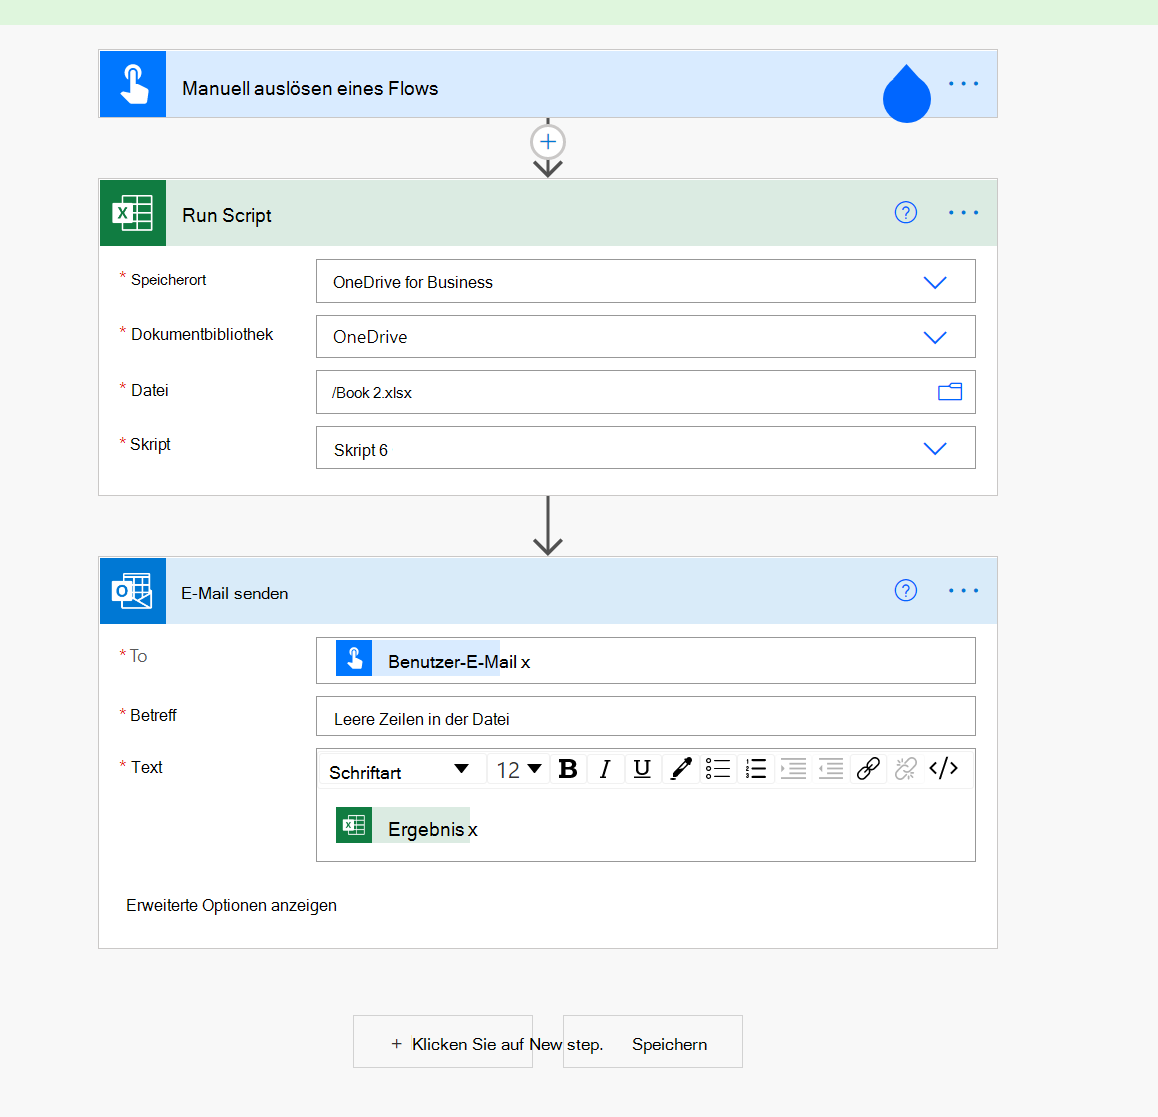 Manuell auslösen eines Flows
Run Script
* Speicherort
OneDrive for Business
* Dokumentbibliothek
OneDrive
* Datei
/Book 2.xlsx
* Skript
Skript 6
E-Mail senden
* To
Benutzer-E-Mail x
* Betreff
Leere Zeilen in der Datei
* Text
Schriftart 12 B I U
Ergebnis x
Erweiterte Optionen anzeigen
+ Klicken Sie auf New step.
Speichern